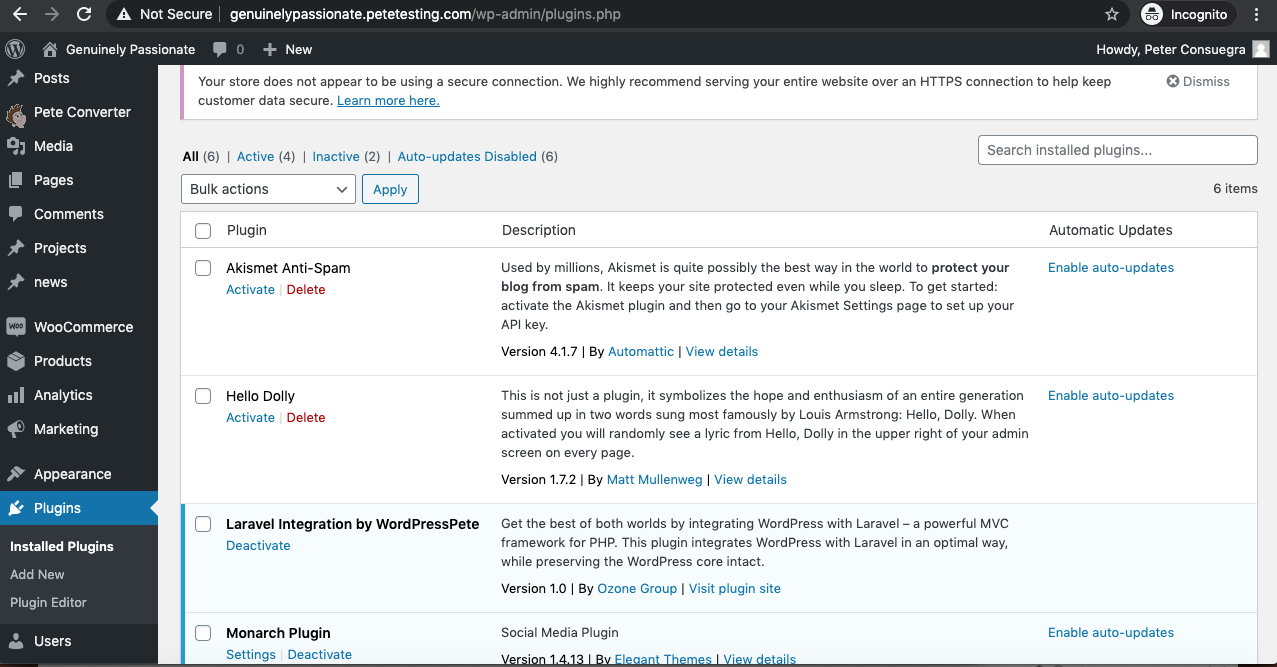 Not Secure | genuinelypassionate.petetesting.com/wp-admin/plugins.php Incognito
Genuinely Passionate 0 + New Howdy, Peter Consuegra
Posts
Pete Converter
Media
Pages
Comments
Projects
news
WooCommerce
Products
Analytics
Marketing
Appearance
Plugins
Installed Plugins
Add New
Plugin Editor
Users
Your store does not appear to be using a secure connection. We highly recommend serving your entire website over an HTTPS connection to help keep
customer data secure. Learn more here.
Dismiss
All (6) | Active (4) | Inactive (2) | Auto-updates Disabled (6)
Search installed plugins...
Bulk actions Apply
6 items
Plugin Description Automatic Updates
Akismet Anti-Spam
Activate | Delete
Used by millions, Akismet is quite possibly the best way in the world to protect your
blog from spam. It keeps your site protected even while you sleep. To get started:
activate the Akismet plugin and then go to your Akismet Settings page to set up your
API key.
Version 4.1.7 | By Automattic | View details
Enable auto-updates
Hello Dolly
Activate | Delete
This is not just a plugin, it symbolizes the hope and enthusiasm of an entire generation
summed up in two words sung most famously by Louis Armstrong: Hello, Dolly. When
activated you will randomly see a lyric from Hello, Dolly in the upper right of your admin
screen on every page.
Version 1.7.2 | By Matt Mullenweg | View details
Enable auto-updates
Laravel Integration by WordPressPete
Deactivate
Get the best of both worlds by integrating WordPress with Laravel – a powerful MVC
framework for PHP. This plugin integrates WordPress with Laravel in an optimal way,
while preserving the WordPress core intact.
Version 1.0 | By Ozone Group | Visit plugin site
Monarch Plugin
Settings | Deactivate
Social Media Plugin
Version 1.4.13 | By Elegant Themes | View details
Enable auto-updates